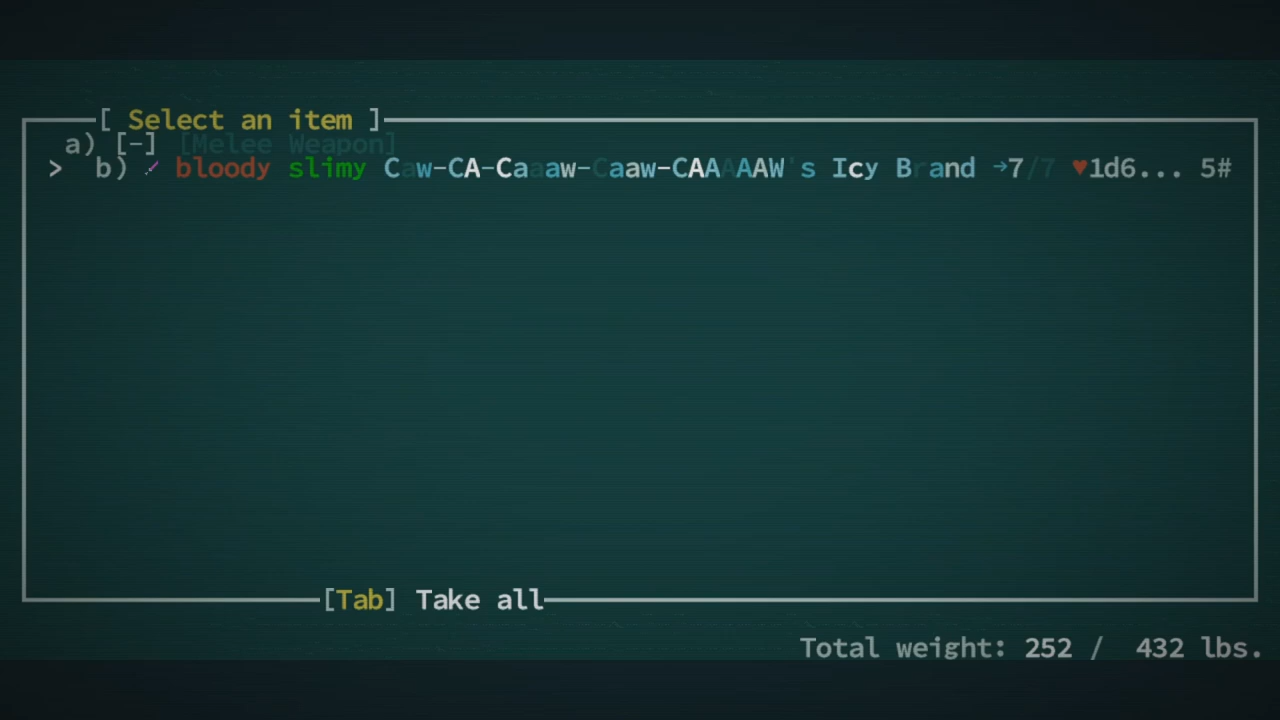 [ Select an item ]
a) [-] [Melee Weapon]
> b) bloody slimy Caw-CA-Caaaaw-Caaaw-CAAAAAAW's Icy Brand →7/7 ♥1d6... 5#
[Tab] Take all
Total weight: 252 / 432 lbs.